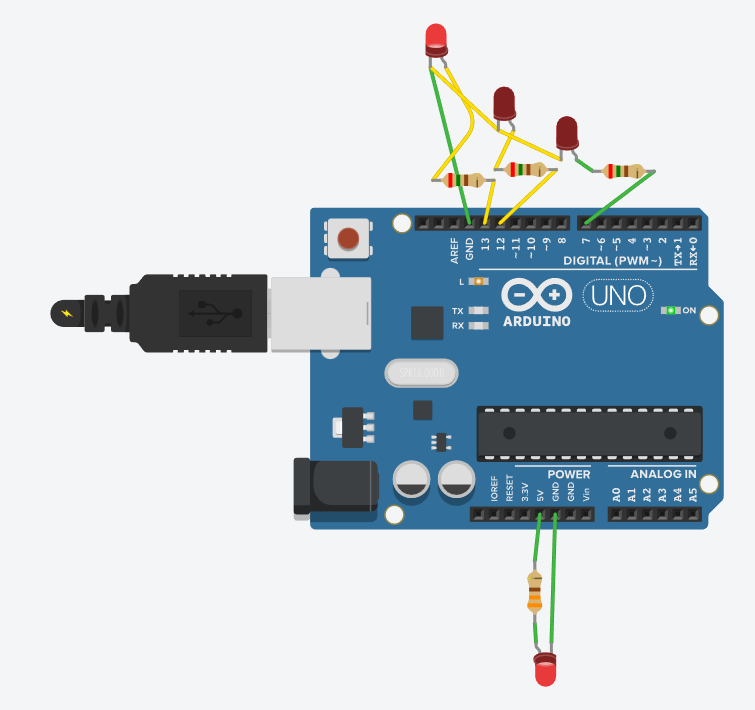 AREF
GND
13
12
~11
~10
~9
8
7
~6
~5
4
~3
2
TX→1
RX←0
DIGITAL (PWM~)
L
TX
RX
ARDUINO
UNO
ON
POWER
ANALOG IN
IOREF
RESET
3.3V
5V
GND
GND
Vin
A0
A1
A2
A3
A4
A5